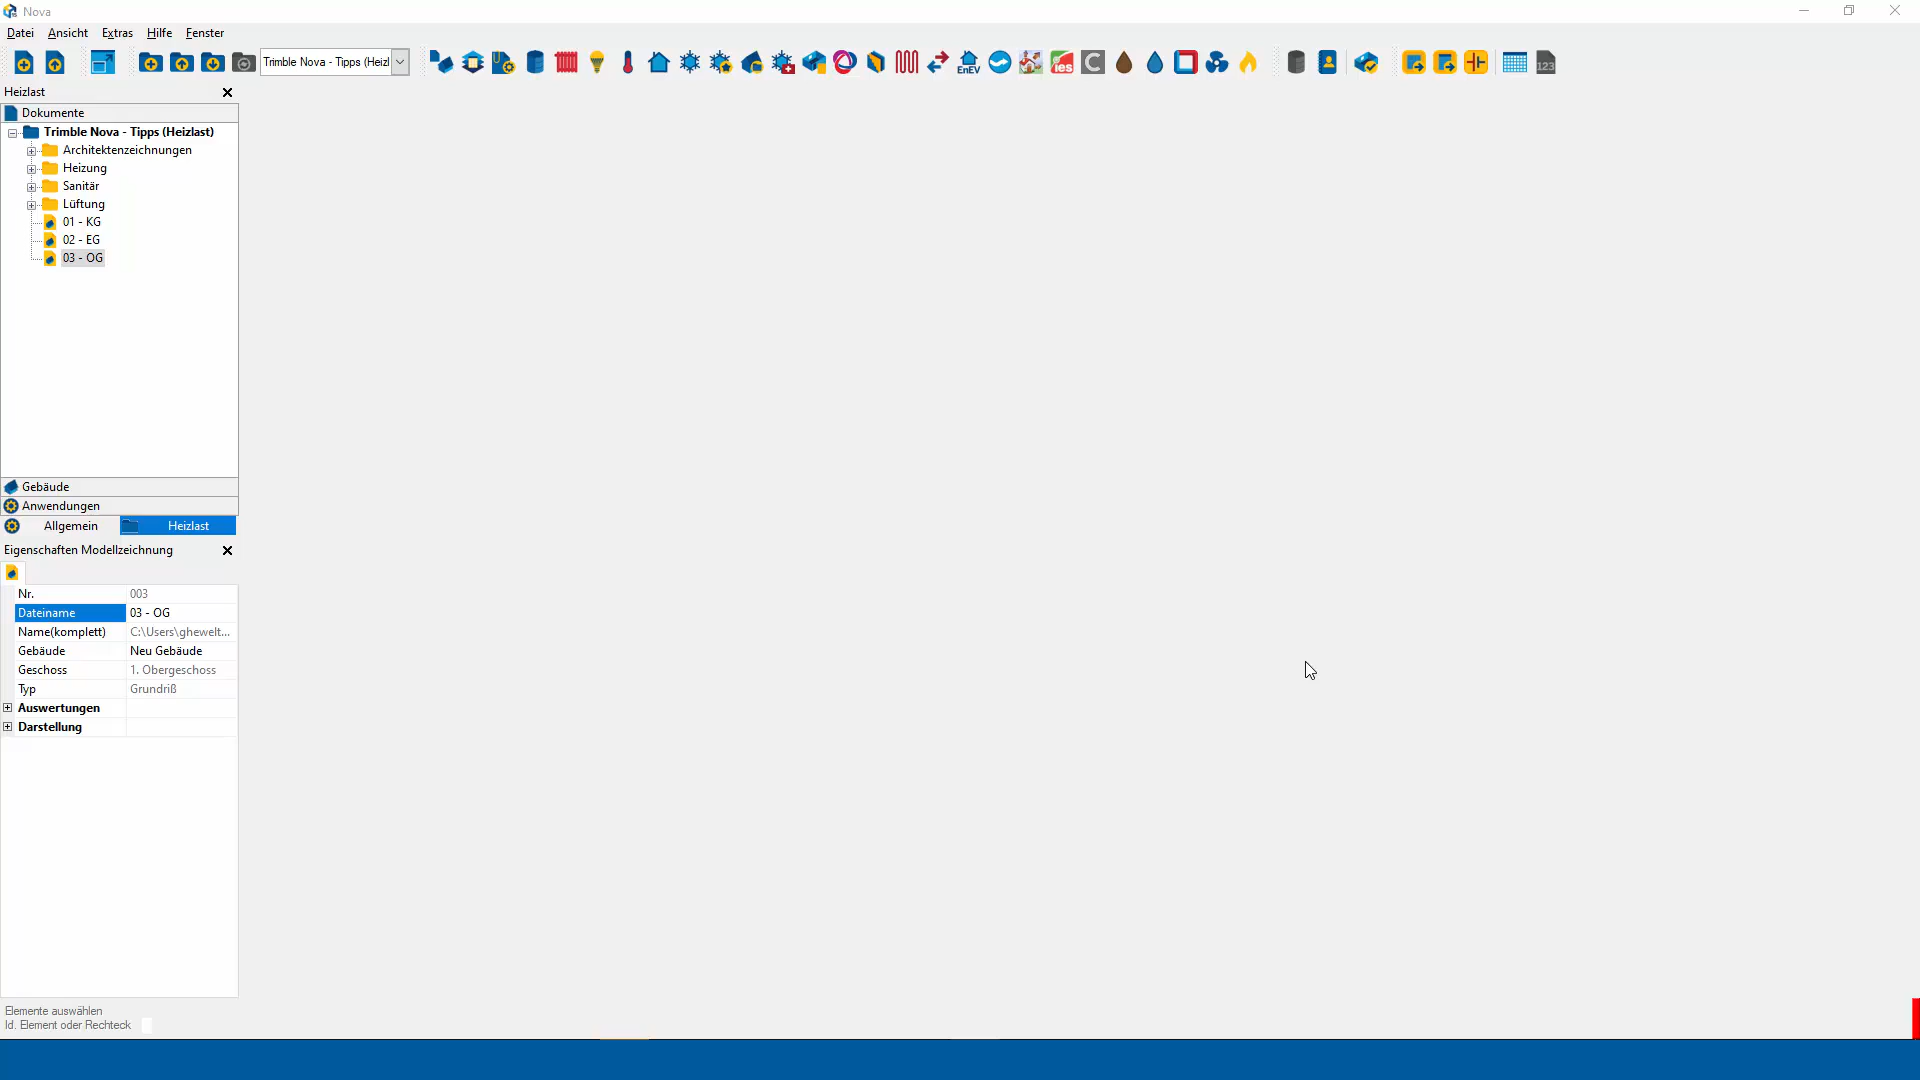 Nova
Datei Ansicht Extras Hilfe Fenster
Trimble Nova - Tipps (Heizl
EnEV
ies
C
123
Heizlast
Dokumente
Trimble Nova - Tipps (Heizlast)
Architektenzeichnungen
Heizung
Sanitär
Lüftung
01 - KG
02 - EG
03 - OG
Gebäude
Anwendungen
Allgemein Heizlast
Eigenschaften Modellzeichnung
Nr. 003
Dateiname 03 - OG
Name(komplett) C:\Users\ghewelt...
Gebäude Neu Gebäude
Geschoss 1. Obergeschoss
Typ Grundriß
Auswertungen
Darstellung
Elemente auswählen
Id. Element oder Rechteck